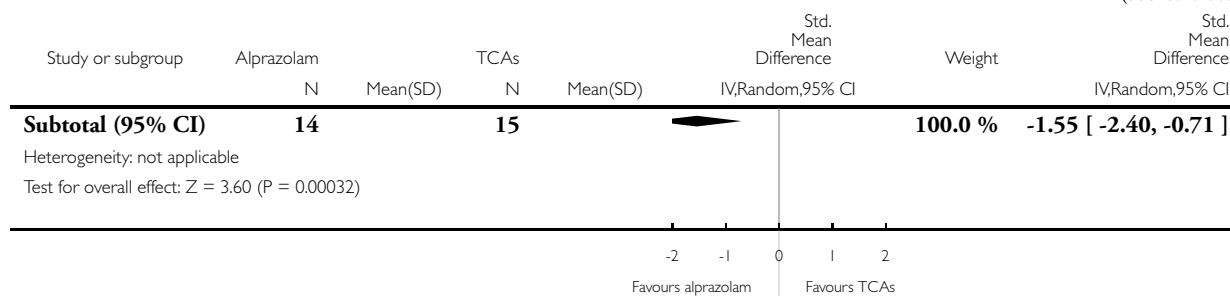 Std.
Mean
Difference
Std.
Mean
Difference
Study or subgroup Alprazolam TCAs Weight
N Mean(SD) N Mean(SD) IV,Random,95% CI IV,Random,95% CI
Subtotal (95% CI) 14 15 100.0 % -1.55 [ -2.40, -0.71 ]
Heterogeneity: not applicable
Test for overall effect: Z = 3.60 (P = 0.00032)
-2 -1 0 1 2
Favours alprazolam Favours TCAs